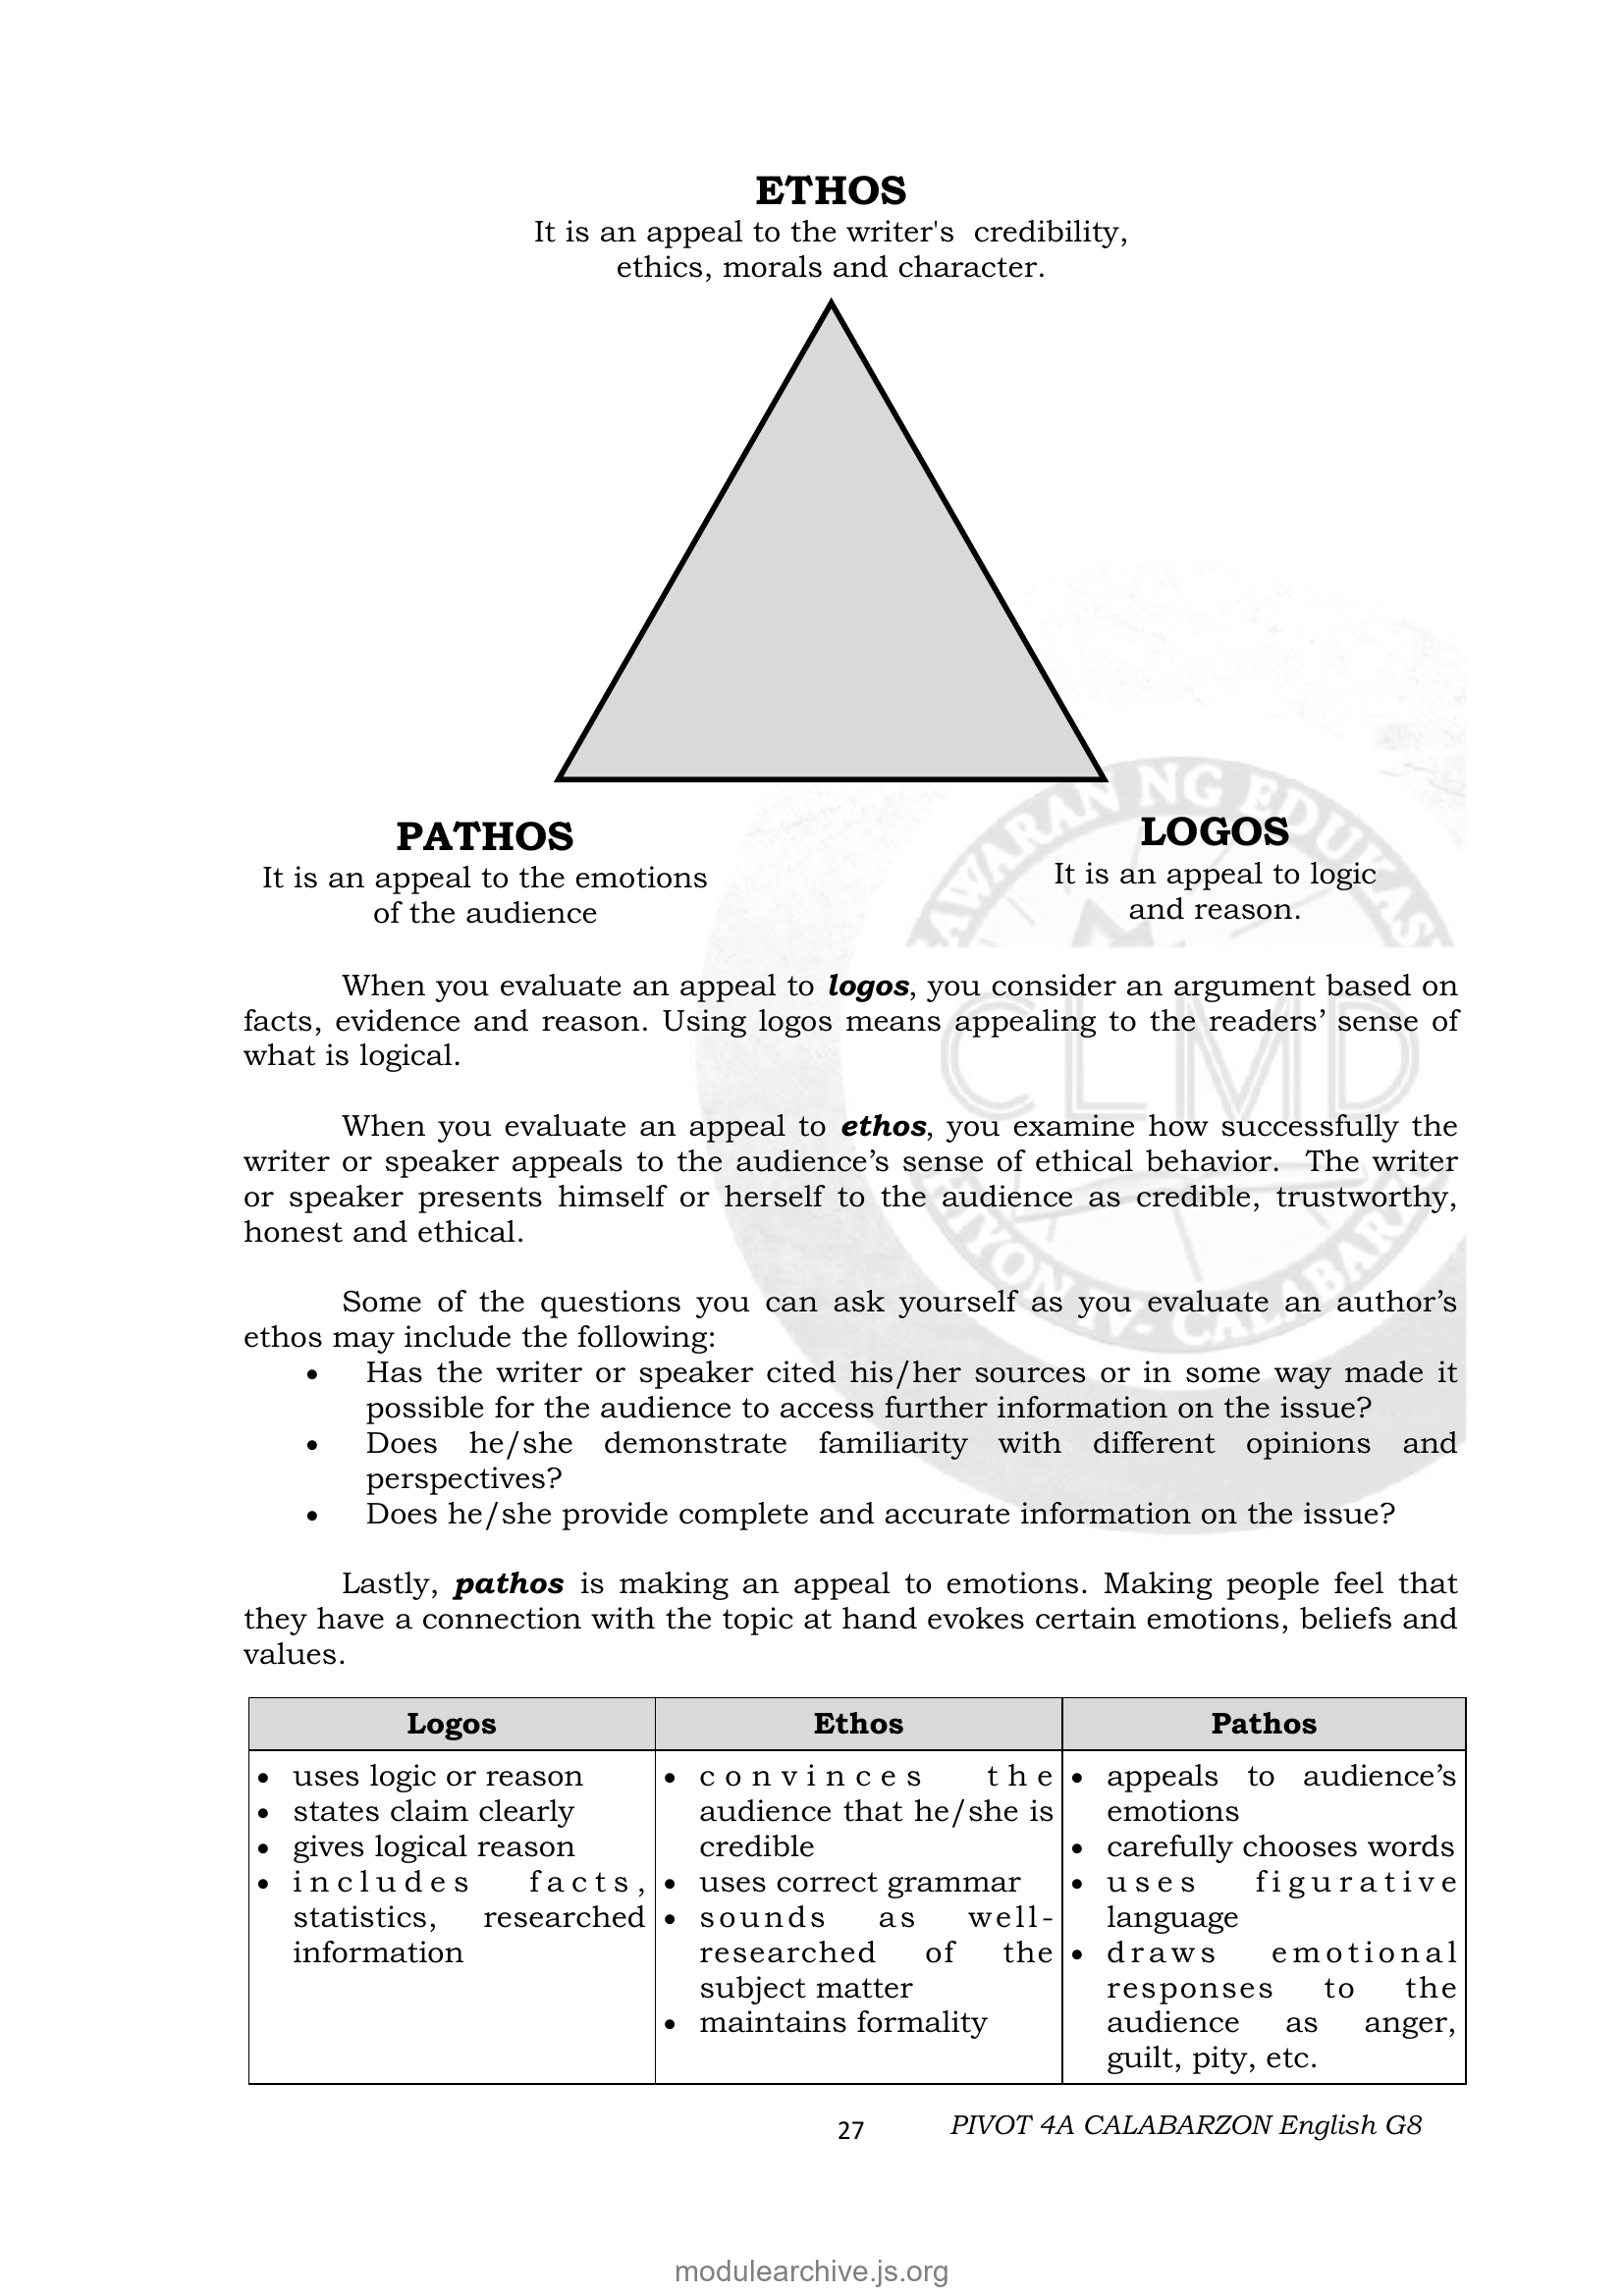 ETHOS
It is an appeal to the writer's  credibility,
ethics, morals and character.
PATHOS
It is an appeal to the emotions
of the audience
LOGOS
It is an appeal to logic
and reason.
When you evaluate an appeal to logos, you consider an argument based on
facts, evidence and reason. Using logos means appealing to the readers’ sense of
what is logical.
When you evaluate an appeal to ethos, you examine how successfully the
writer or speaker appeals to the audience’s sense of ethical behavior.  The writer
or speaker presents himself or herself to the audience as credible, trustworthy,
honest and ethical.
Some of the questions you can ask yourself as you evaluate an author’s
ethos may include the following:
• Has the writer or speaker cited his/her sources or in some way made it
possible for the audience to access further information on the issue?
• Does he/she demonstrate familiarity with different opinions and
perspectives?
• Does he/she provide complete and accurate information on the issue?
Lastly, pathos is making an appeal to emotions. Making people feel that
they have a connection with the topic at hand evokes certain emotions, beliefs and
values.
Logos
• uses logic or reason
• states claim clearly
• gives logical reason
• includes facts,
statistics, researched
information
Ethos
• convinces the
audience that he/she is
credible
• uses correct grammar
• sounds as well-
researched of the
subject matter
• maintains formality
Pathos
• appeals to audience’s
emotions
• carefully chooses words
• uses figurative
language
• draws emotional
responses to the
audience as anger,
guilt, pity, etc.
27
PIVOT 4A CALABARZON English G8
NG
CLMD
IV-
modulearchive.js.org